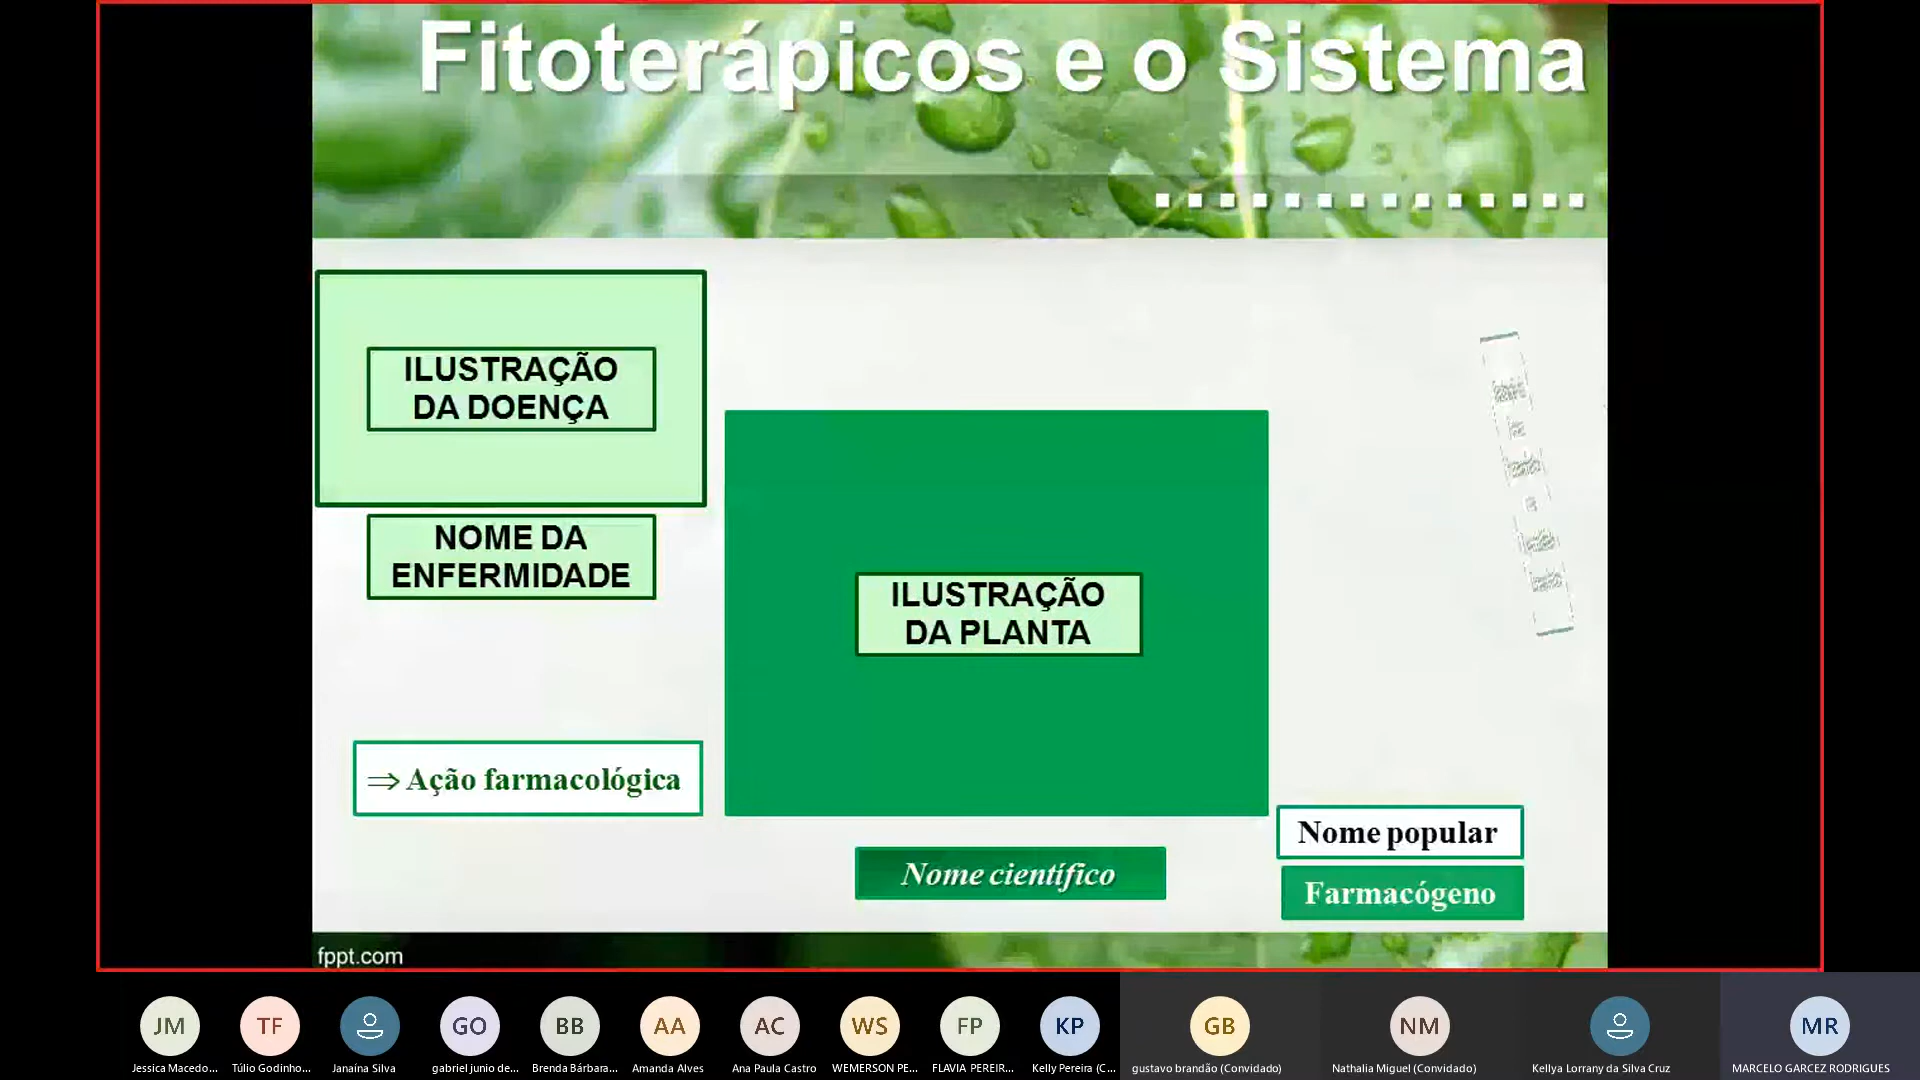 Fitoterápicos e o Sistema
ILUSTRAÇÃO
DA DOENÇA
NOME DA
ENFERMIDADE
ILUSTRAÇÃO
DA PLANTA
⇒ Ação farmacológica
Nome popular
Nome científico
Farmacógeno
fppt.com
JM
TF
GO
BB
AA
AC
WS
FP
KP
GB
NM
MR
Jessica Macedo...
Túlio Godinho...
Janaína Silva
gabriel junio de...
Brenda Bárbara...
Amanda Alves
Ana Paula Castro
WEMERSON PE...
FLAVIA PEREIR...
Kelly Pereira (C...
gustavo brandão (Convidado)
Nathalia Miguel (Convidado)
Kellya Lorrany da Silva Cruz
MARCELO GARCEZ RODRIGUES